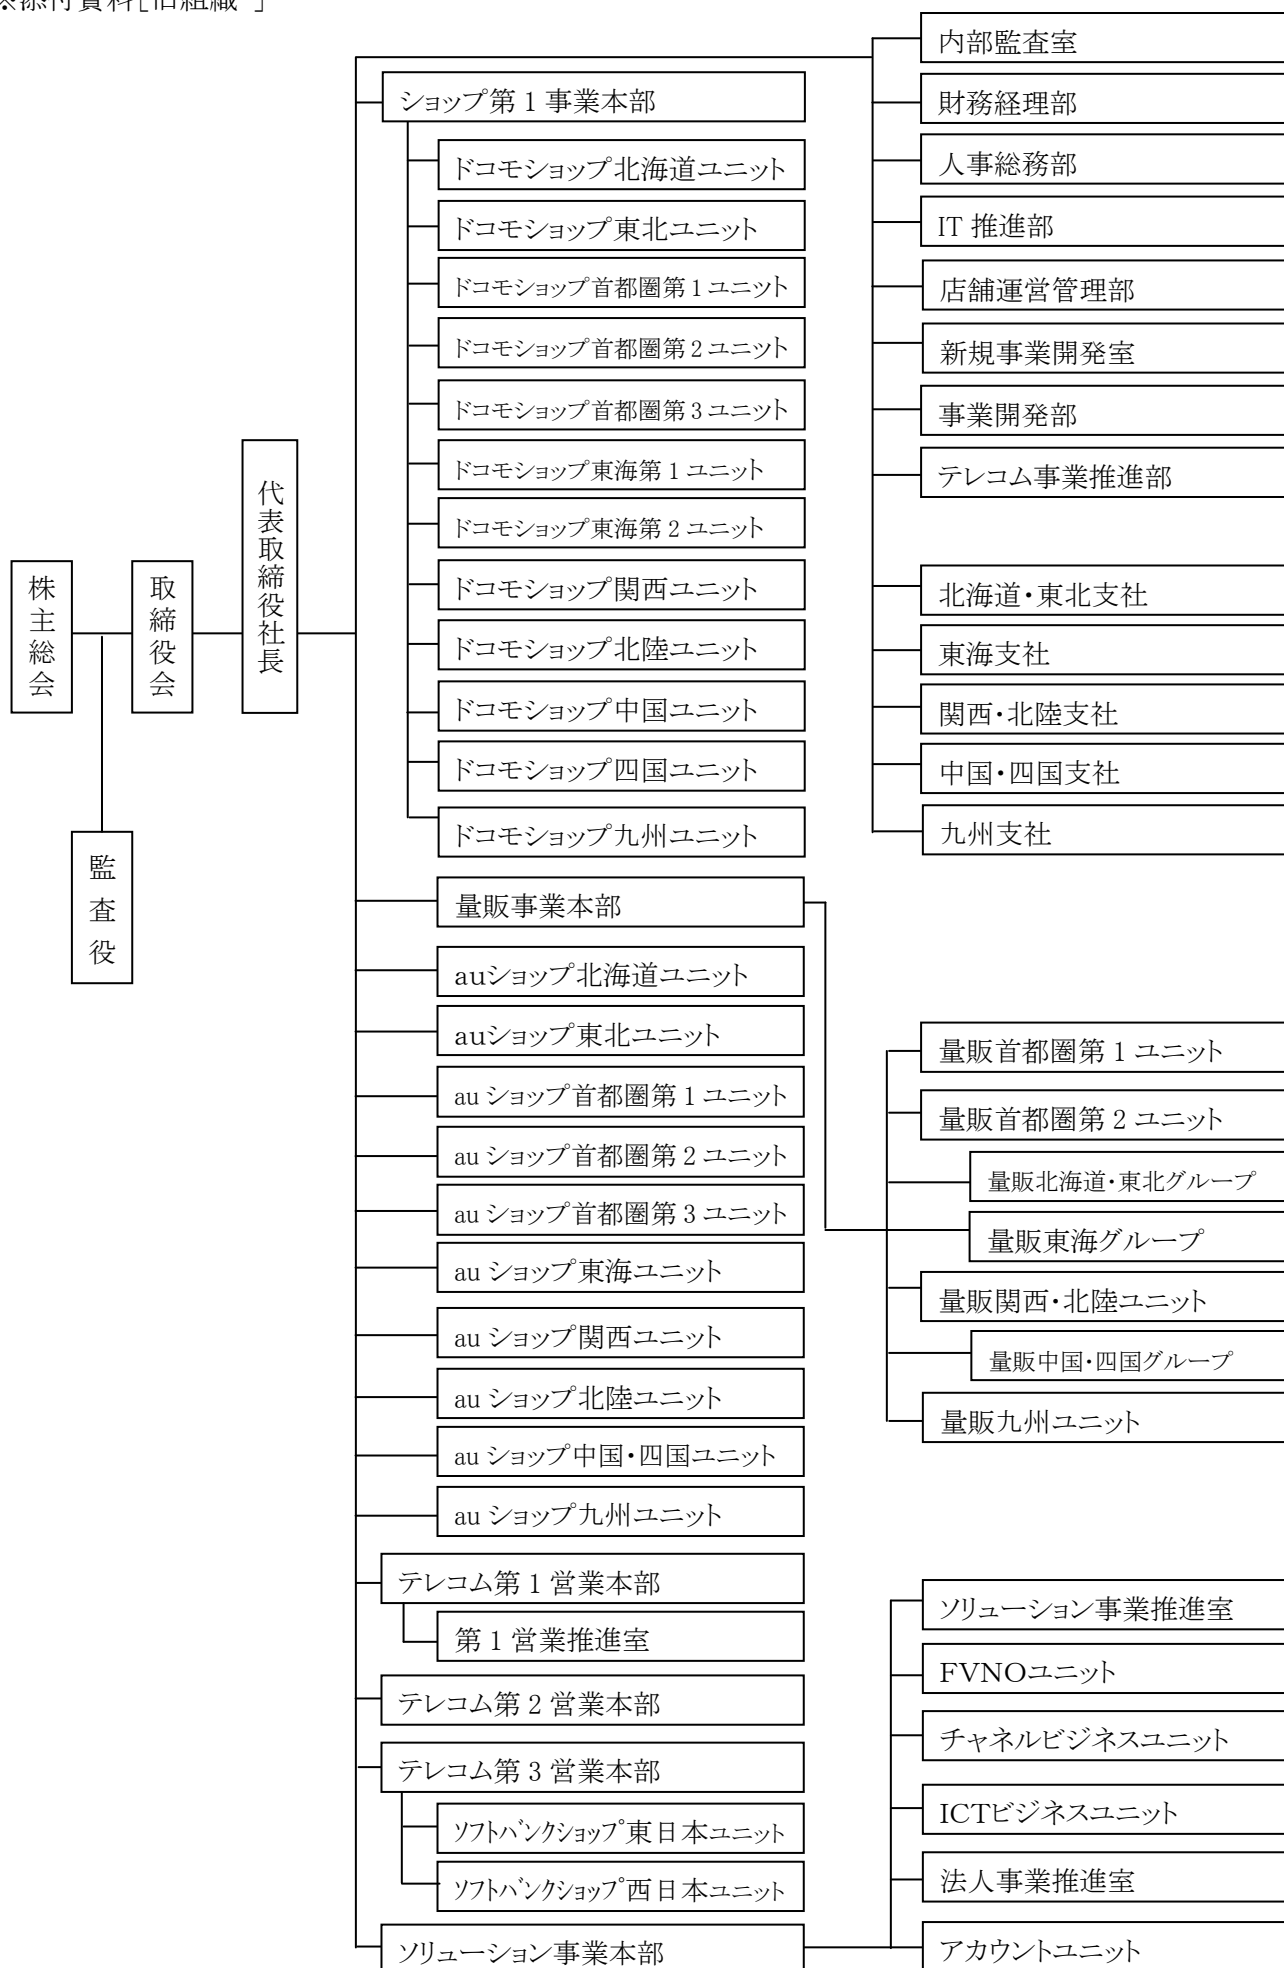 ※添付資料［旧組織 ］
株主総会
取締役会
監査役
代表取締役社長
ショップ第1事業本部
ドコモショップ北海道ユニット
ドコモショップ東北ユニット
ドコモショップ首都圏第1ユニット
ドコモショップ首都圏第2ユニット
ドコモショップ首都圏第3ユニット
ドコモショップ東海第1ユニット
ドコモショップ東海第2ユニット
ドコモショップ関西ユニット
ドコモショップ北陸ユニット
ドコモショップ中国ユニット
ドコモショップ四国ユニット
ドコモショップ九州ユニット
量販事業本部
auショップ北海道ユニット
auショップ東北ユニット
au ショップ首都圏第1ユニット
au ショップ首都圏第2ユニット
au ショップ首都圏第3ユニット
au ショップ東海ユニット
au ショップ関西ユニット
au ショップ北陸ユニット
au ショップ中国・四国ユニット
au ショップ九州ユニット
テレコム第1営業本部
第1営業推進室
テレコム第2営業本部
テレコム第3営業本部
ソフトバンクショップ東日本ユニット
ソフトバンクショップ西日本ユニット
ソリューション事業本部
内部監査室
財務経理部
人事総務部
IT 推進部
店舗運営管理部
新規事業開発室
事業開発部
テレコム事業推進部
北海道・東北支社
東海支社
関西・北陸支社
中国・四国支社
九州支社
量販首都圏第1ユニット
量販首都圏第2ユニット
量販北海道・東北グループ
量販東海グループ
量販関西・北陸ユニット
量販中国・四国グループ
量販九州ユニット
ソリューション事業推進室
FVNOユニット
チャネルビジネスユニット
ICTビジネスユニット
法人事業推進室
アカウントユニット